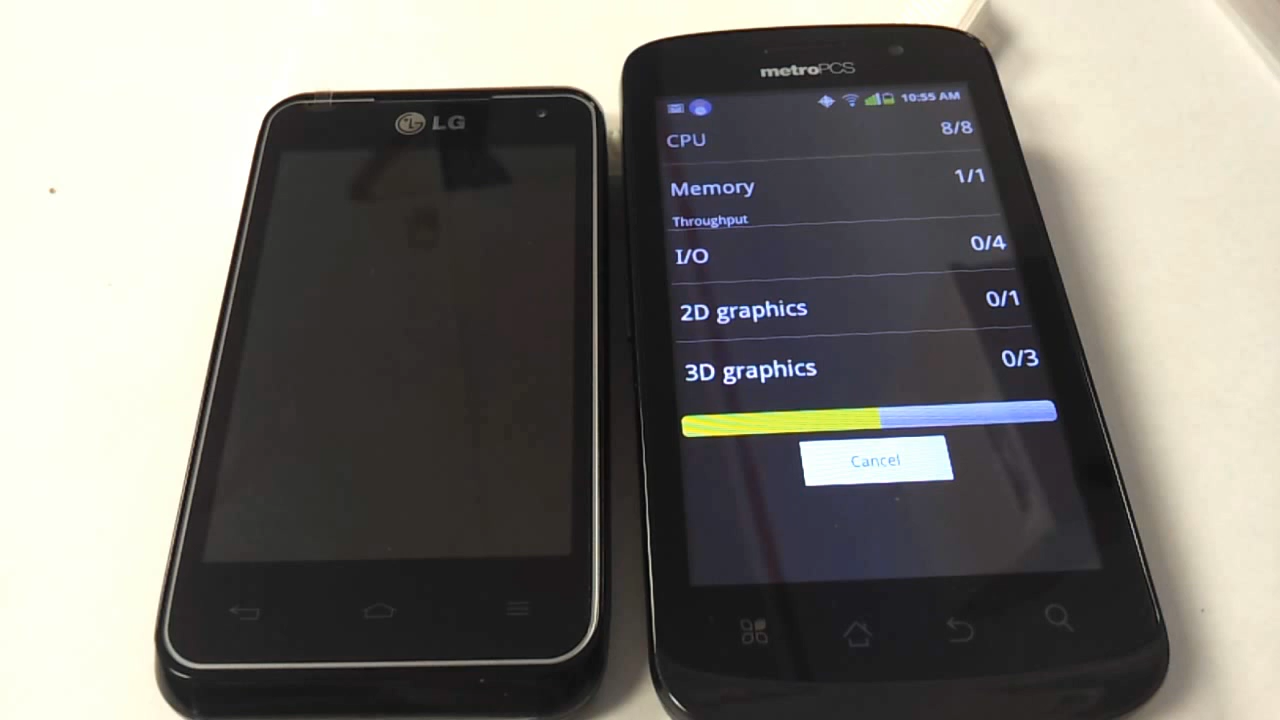 LG
metroPCS
10:55 AM
CPU 8/8
Memory 1/1
Throughput
I/O 0/4
2D graphics 0/1
3D graphics 0/3
Cancel